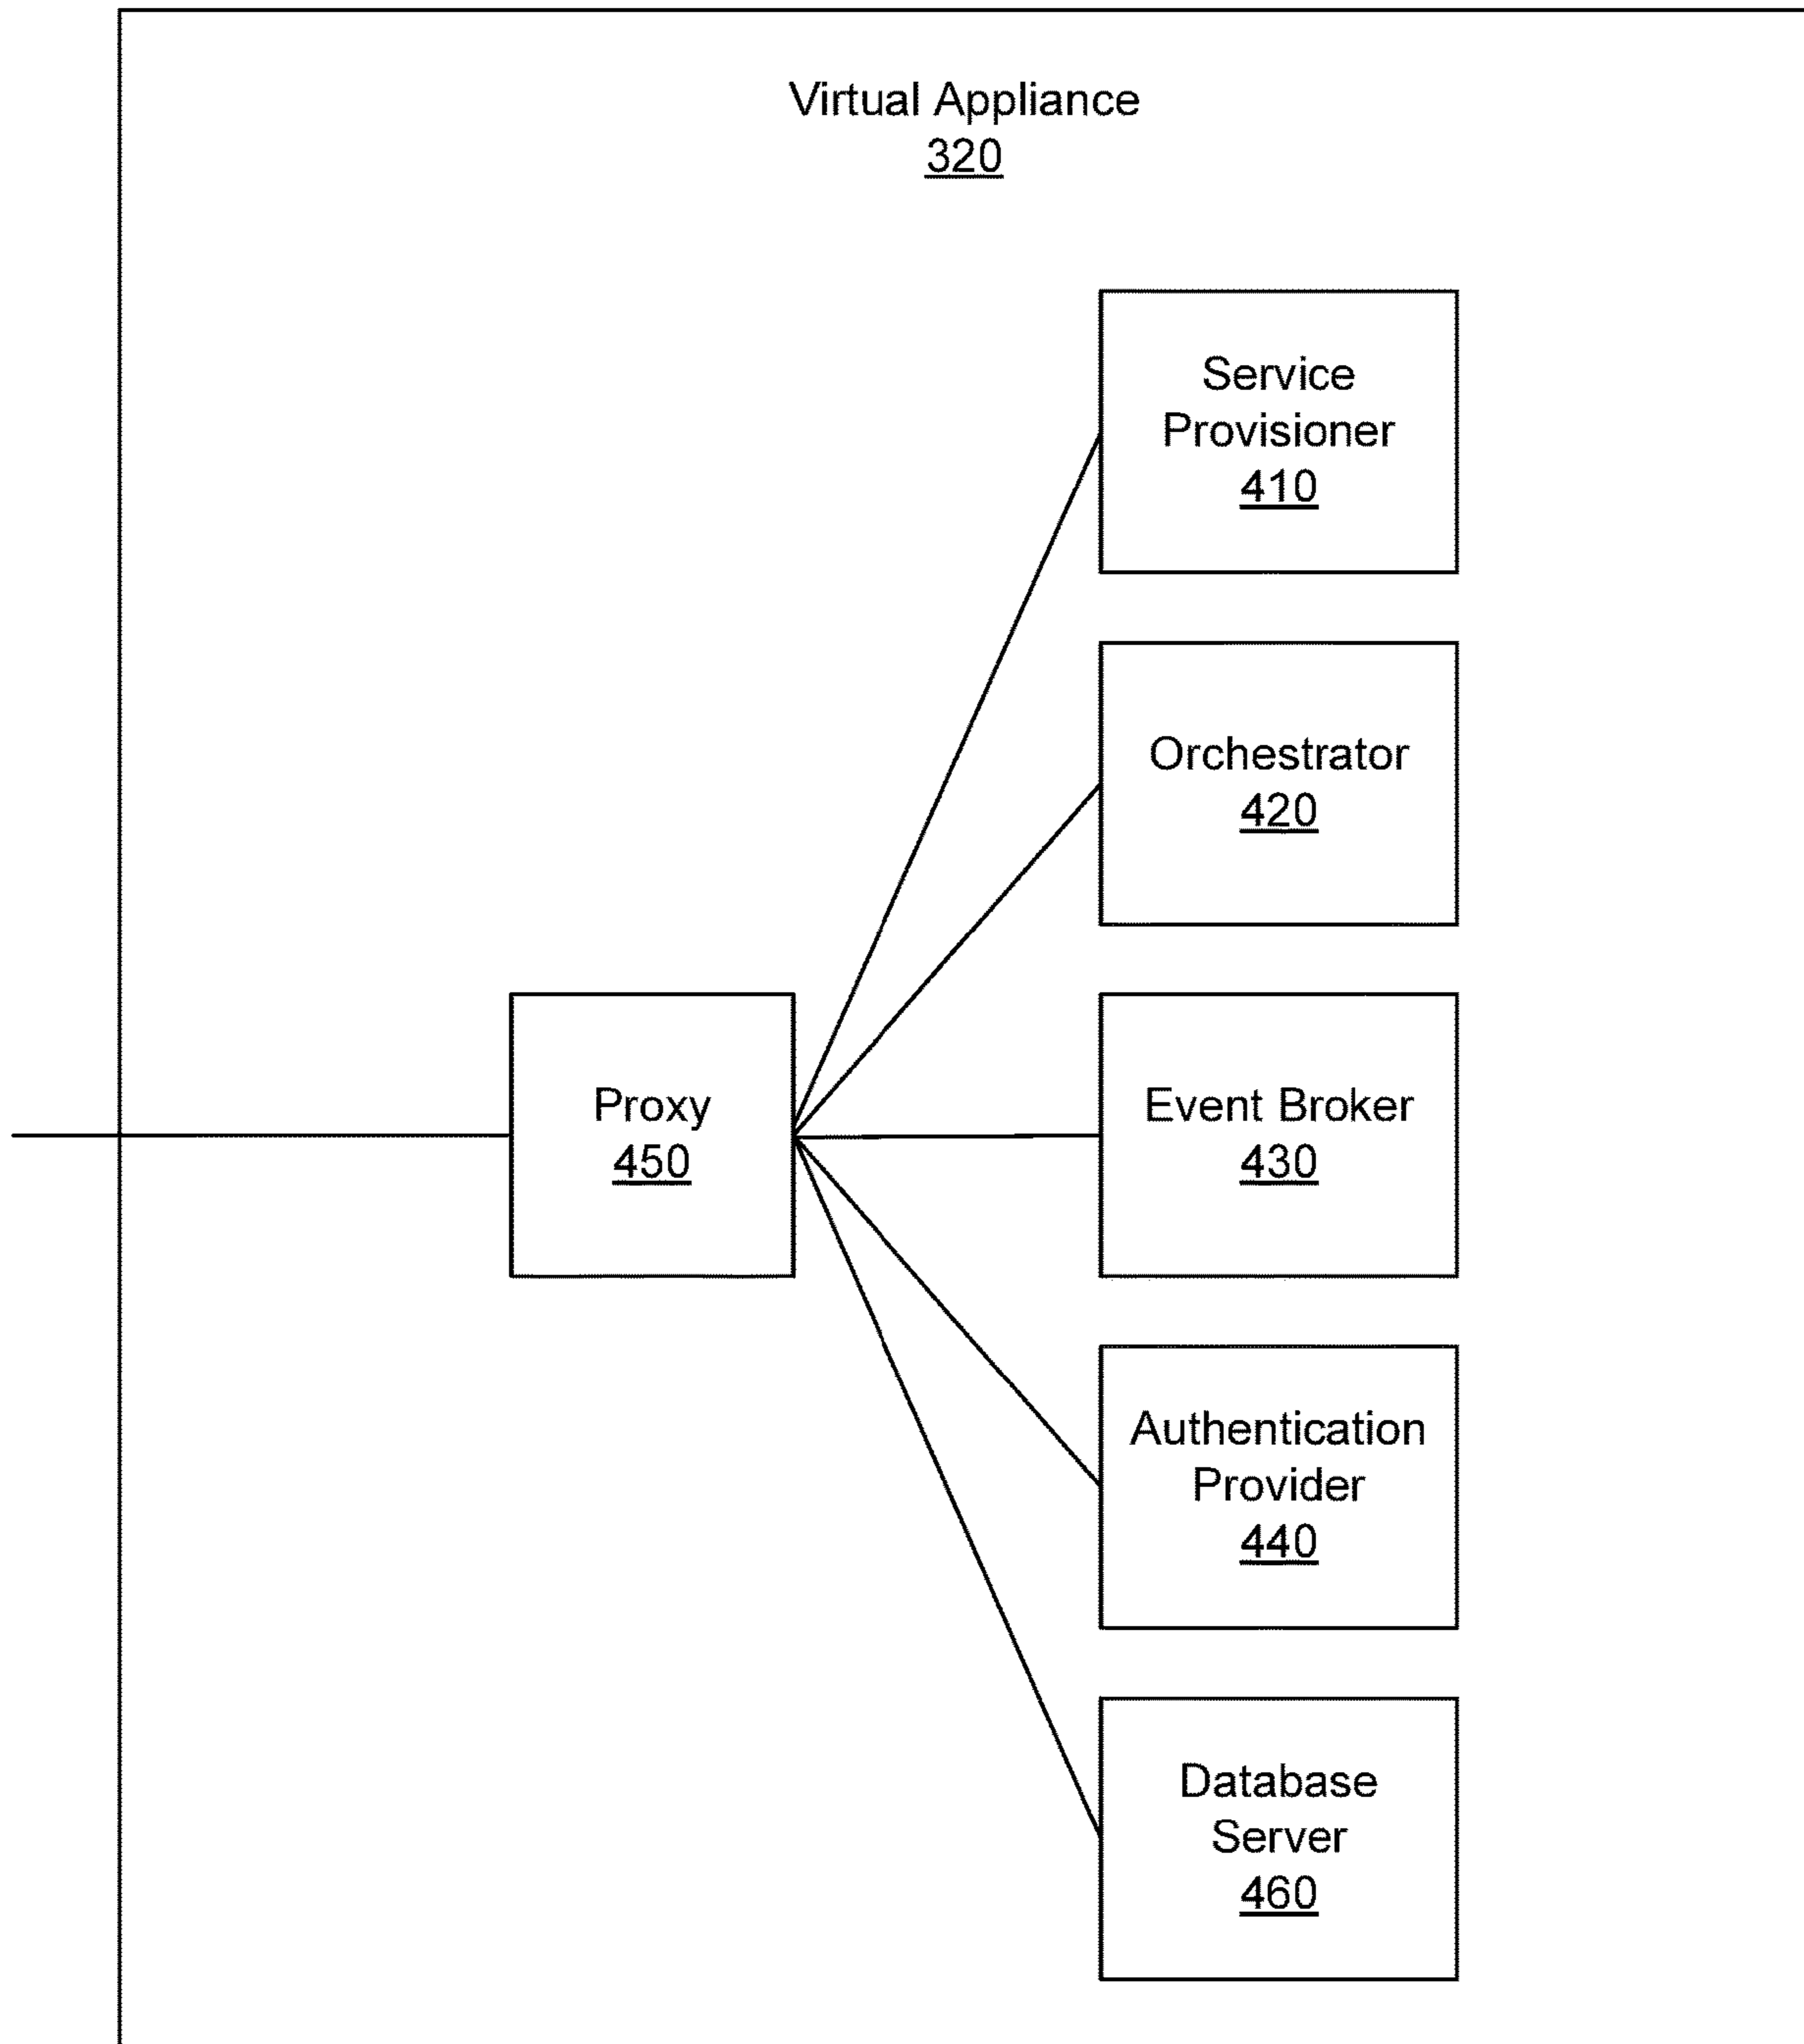 Virtual Appliance
320
Service
Provisioner
410
Orchestrator
420
Proxy
450
Event Broker
430
Authentication
Provider
440
Database
Server
460